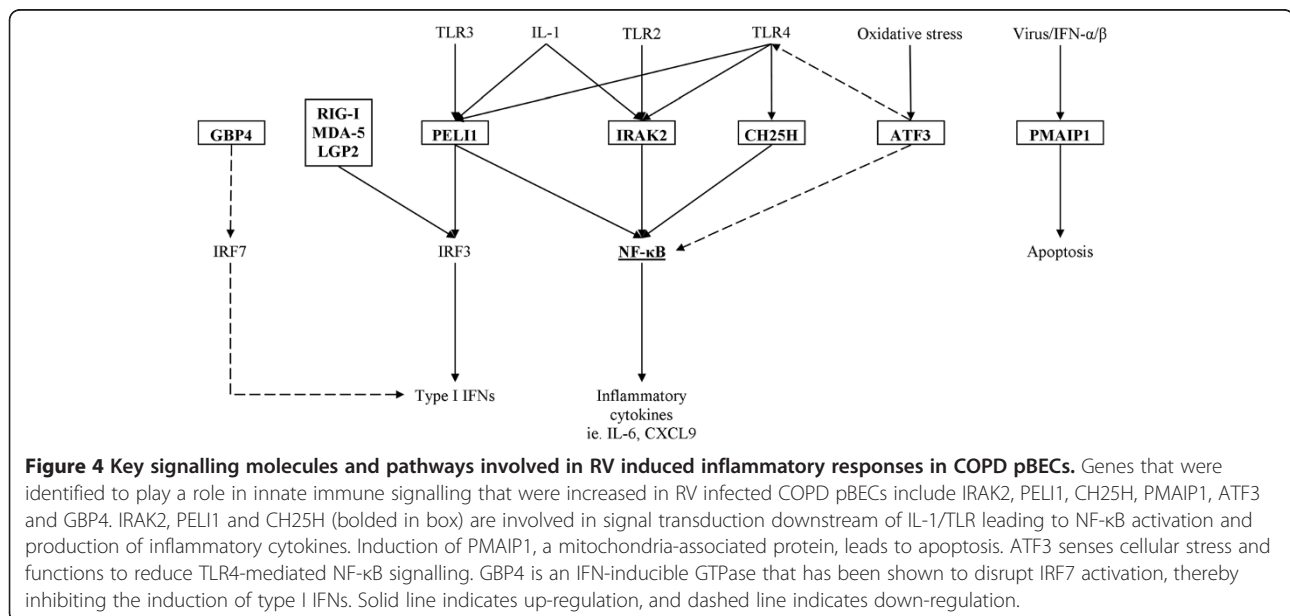 TLR3 IL-1 TLR2 TLR4 Oxidative stress Virus/IFN-α/β
GBP4
RIG-I
MDA-5
LGP2
PELI1 IRAK2 CH25H ATF3 PMAIP1
IRF7 IRF3 NF-κB Apoptosis
Type I IFNs
Inflammatory
cytokines
ie. IL-6, CXCL9
Figure 4 Key signalling molecules and pathways involved in RV induced inflammatory responses in COPD pBECs. Genes that were
identified to play a role in innate immune signalling that were increased in RV infected COPD pBECs include IRAK2, PELI1, CH25H, PMAIP1, ATF3
and GBP4. IRAK2, PELI1 and CH25H (bolded in box) are involved in signal transduction downstream of IL-1/TLR leading to NF-κB activation and
production of inflammatory cytokines. Induction of PMAIP1, a mitochondria-associated protein, leads to apoptosis. ATF3 senses cellular stress and
functions to reduce TLR4-mediated NF-κB signalling. GBP4 is an IFN-inducible GTPase that has been shown to disrupt IRF7 activation, thereby
inhibiting the induction of type I IFNs. Solid line indicates up-regulation, and dashed line indicates down-regulation.